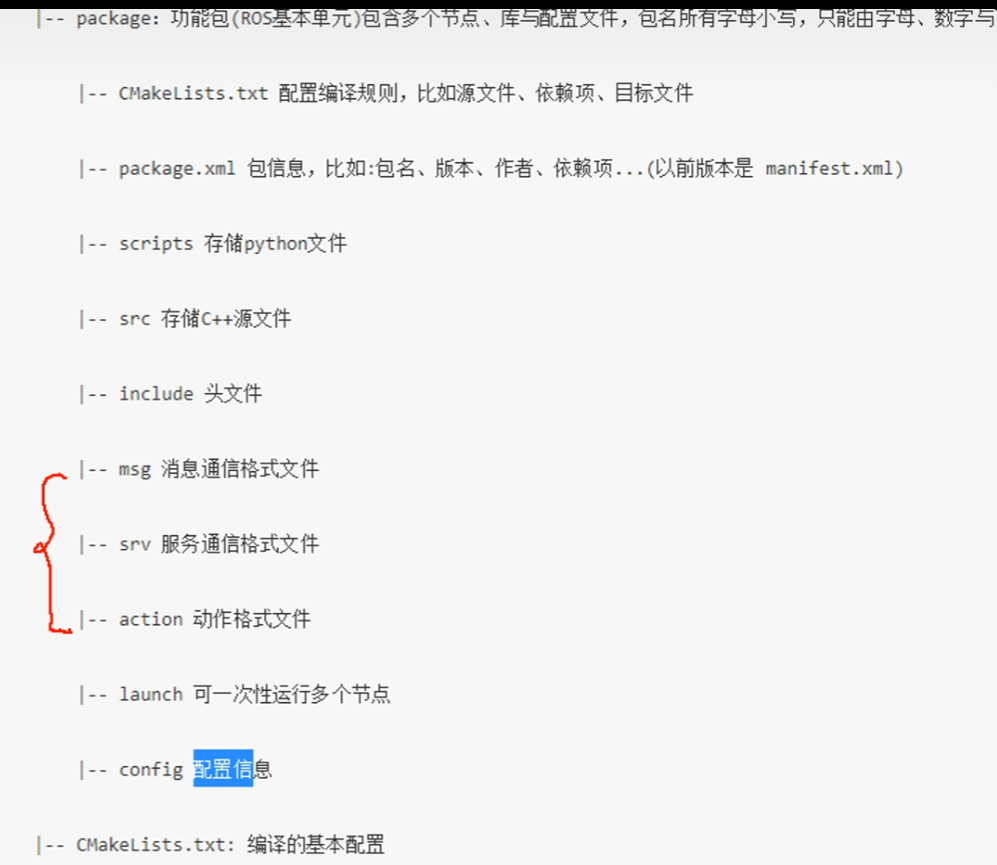 |-- package: 功能包(ROS基本单元)包含多个节点、库与配置文件，包名所有字母小写，只能由字母、数字与
|-- CMakeLists.txt 配置编译规则，比如源文件、依赖项、目标文件
|-- package.xml 包信息，比如:包名、版本、作者、依赖项...(以前版本是 manifest.xml)
|-- scripts 存储python文件
|-- src 存储C++源文件
|-- include 头文件
|-- msg 消息通信格式文件
|-- srv 服务通信格式文件
|-- action 动作格式文件
|-- launch 可一次性运行多个节点
|-- config 配置信息
|-- CMakeLists.txt: 编译的基本配置